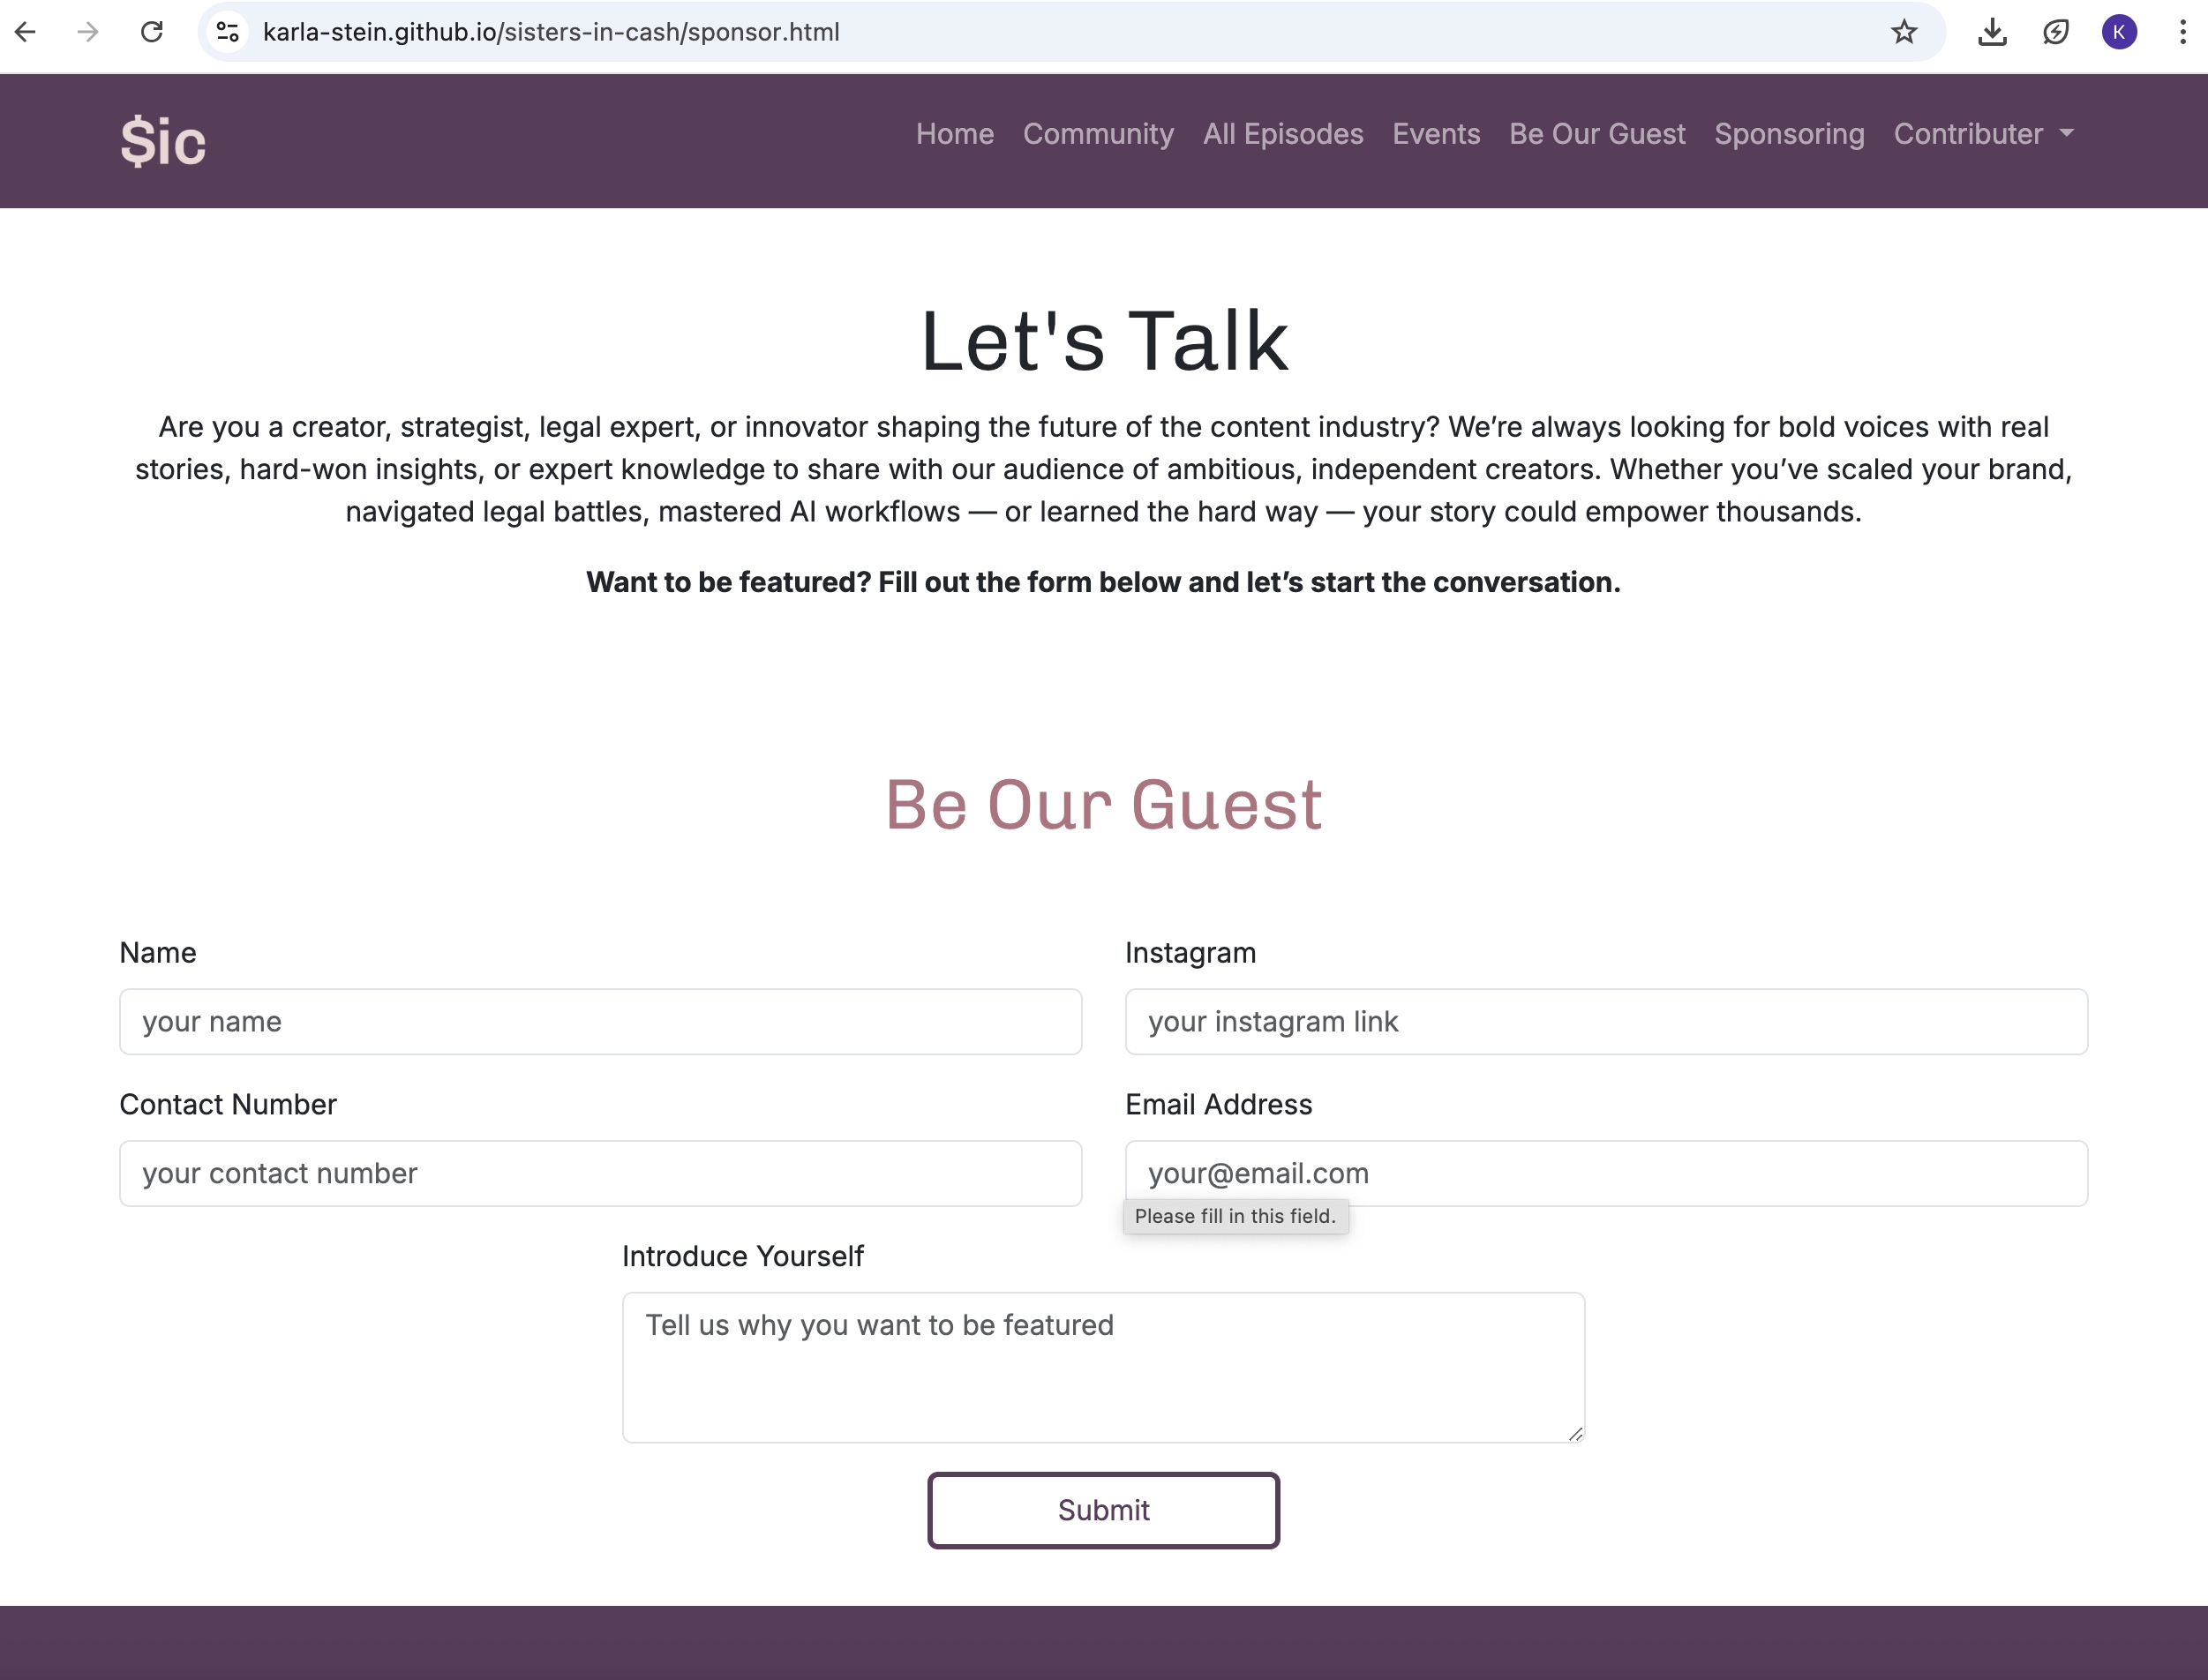 karla-stein.github.io/sisters-in-cash/sponsor.html
K
$ic
Home Community All Episodes Events Be Our Guest Sponsoring Contributer
Let's Talk
Are you a creator, strategist, legal expert, or innovator shaping the future of the content industry? We’re always looking for bold voices with real
stories, hard-won insights, or expert knowledge to share with our audience of ambitious, independent creators. Whether you’ve scaled your brand,
navigated legal battles, mastered AI workflows — or learned the hard way — your story could empower thousands.
Want to be featured? Fill out the form below and let’s start the conversation.
Be Our Guest
Name
your name
Instagram
your instagram link
Contact Number
your contact number
Email Address
your@email.com
Please fill in this field.
Introduce Yourself
Tell us why you want to be featured
Submit